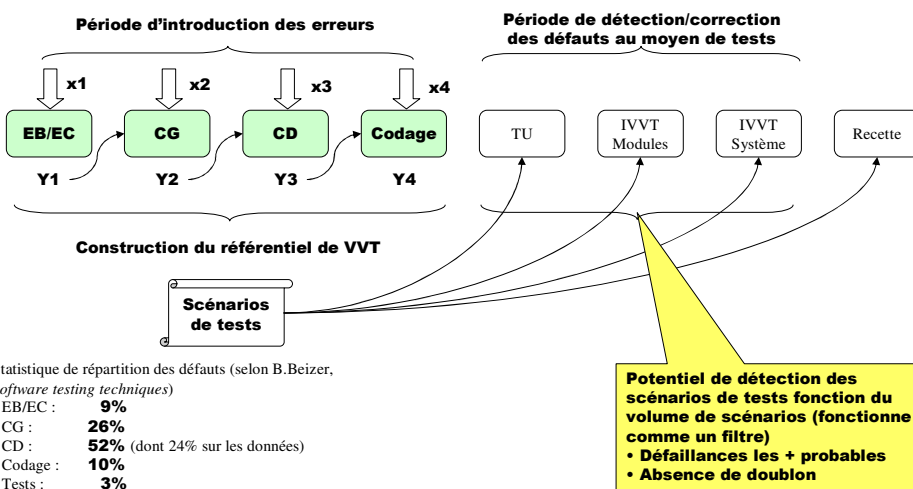 Période d'introduction des erreurs
Période de détection/correction
des défauts au moyen de tests
x1
x2
x3
x4
EB/EC
CG
CD
Codage
TU
IVVT
Modules
IVVT
Système
Recette
Y1
Y2
Y3
Y4
Construction du référentiel de VVT
Scénarios
de tests
tatistique de répartition des défauts (selon B.Beizer,
oftware testing techniques)
EB/EC : 9%
CG : 26%
CD : 52% (dont 24% sur les données)
Codage : 10%
Tests : 3%
Potentiel de détection des
scénarios de tests fonction du
volume de scénarios (fonctionne
comme un filtre)
• Défaillances les + probables
• Absence de doublon